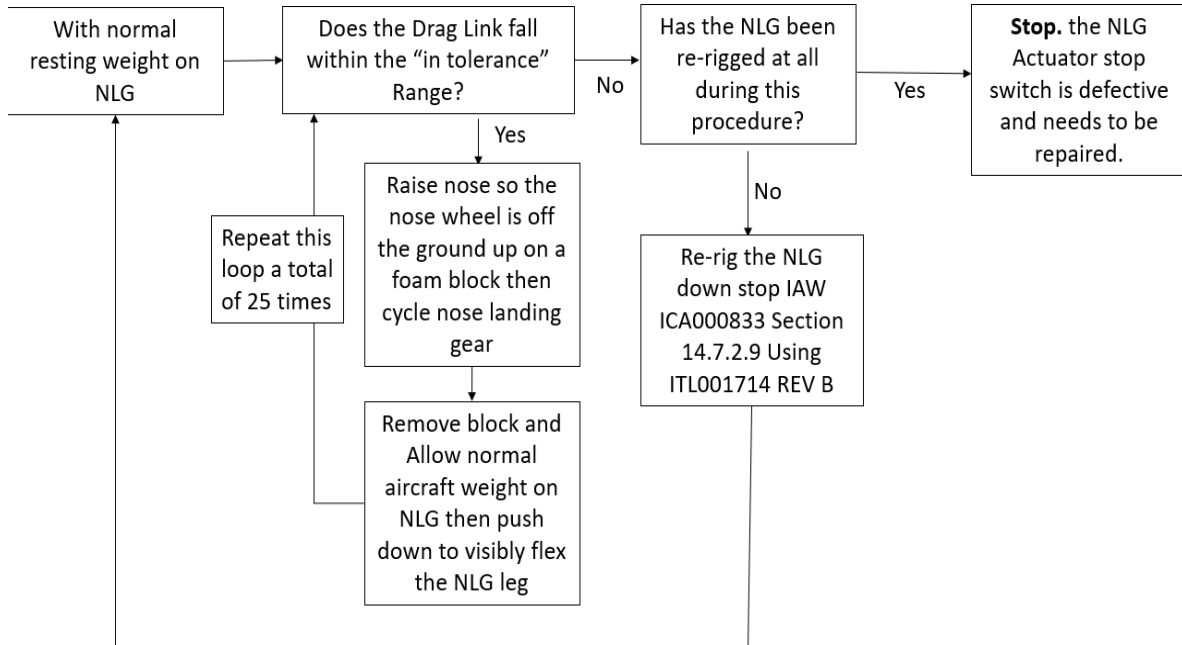 With normal
resting weight on
NLG
Does the Drag Link fall
within the “in tolerance”
Range?
No
Has the NLG been
re-rigged at all
during this
procedure?
Yes
Stop. the NLG
Actuator stop
switch is defective
and needs to be
repaired.
Yes
Raise nose so the
nose wheel is off
the ground up on a
foam block then
cycle nose landing
gear
Repeat this
loop a total
of 25 times
No
Re-rig the NLG
down stop IAW
ICA000833 Section
14.7.2.9 Using
ITL001714 REV B
Remove block and
Allow normal
aircraft weight on
NLG then push
down to visibly flex
the NLG leg